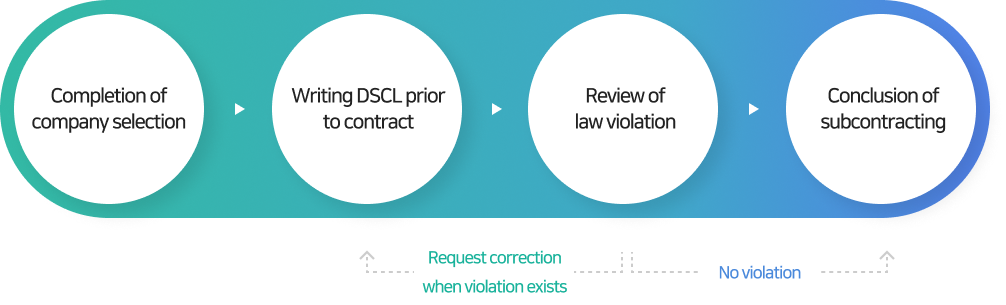 Completion of
company selection
Writing DSCL prior
to contract
Review of
law violation
Conclusion of
subcontracting
Request correction
when violation exists
No violation